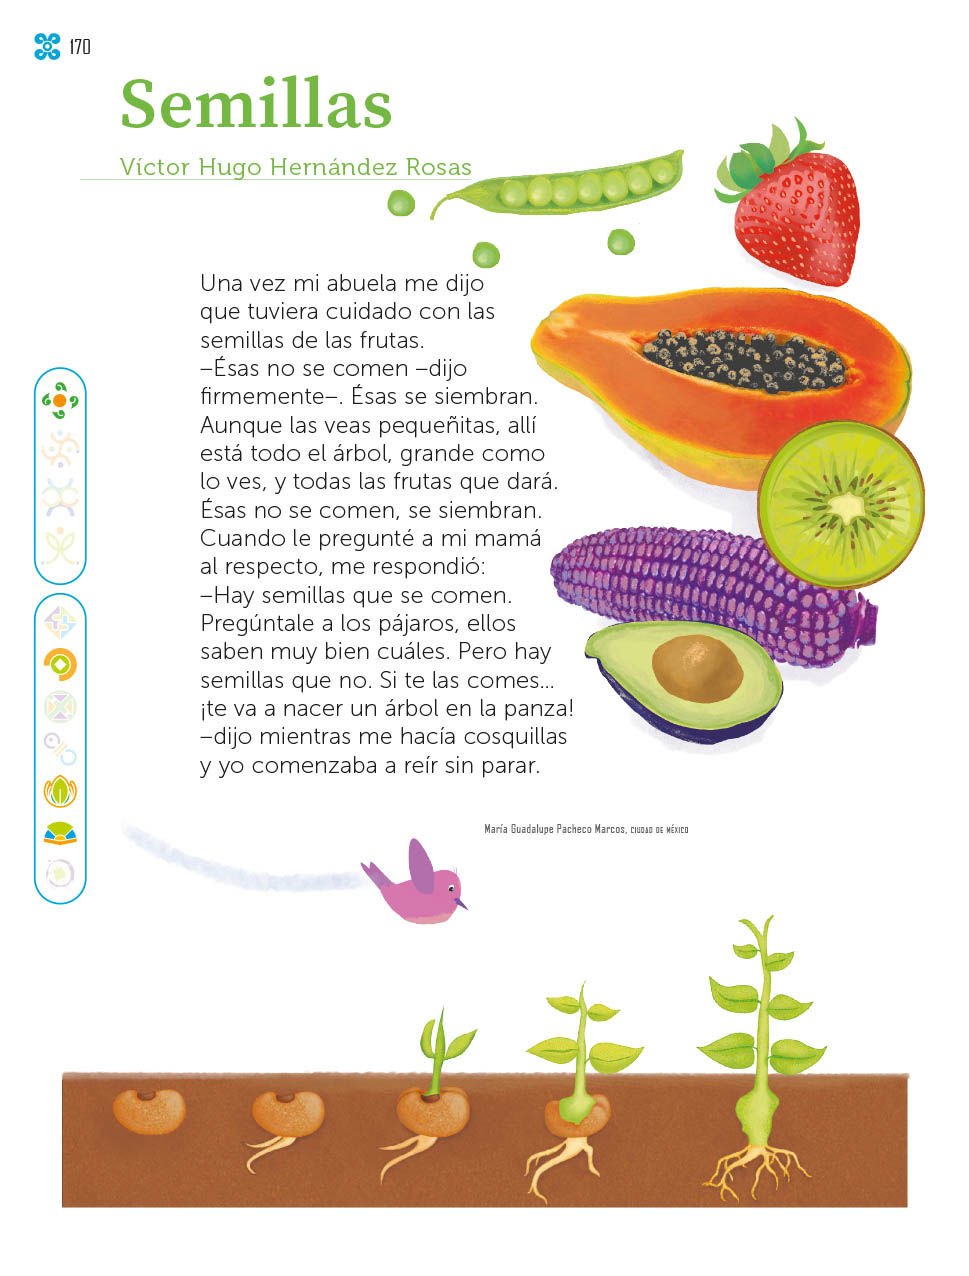 170
Semillas
Víctor Hugo Hernández Rosas
Una vez mi abuela me dijo
que tuviera cuidado con las
semillas de las frutas.
–Ésas no se comen –dijo
firmemente–. Ésas se siembran.
Aunque las veas pequeñitas, allí
está todo el árbol, grande como
lo ves, y todas las frutas que dará.
Ésas no se comen, se siembran.
Cuando le pregunté a mi mamá
al respecto, me respondió:
–Hay semillas que se comen.
Pregúntale a los pájaros, ellos
saben muy bien cuáles. Pero hay
semillas que no. Si te las comes...
¡te va a nacer un árbol en la panza!
–dijo mientras me hacía cosquillas
y yo comenzaba a reír sin parar.
María Guadalupe Pacheco Marcos, CIUDAD DE MÉXICO